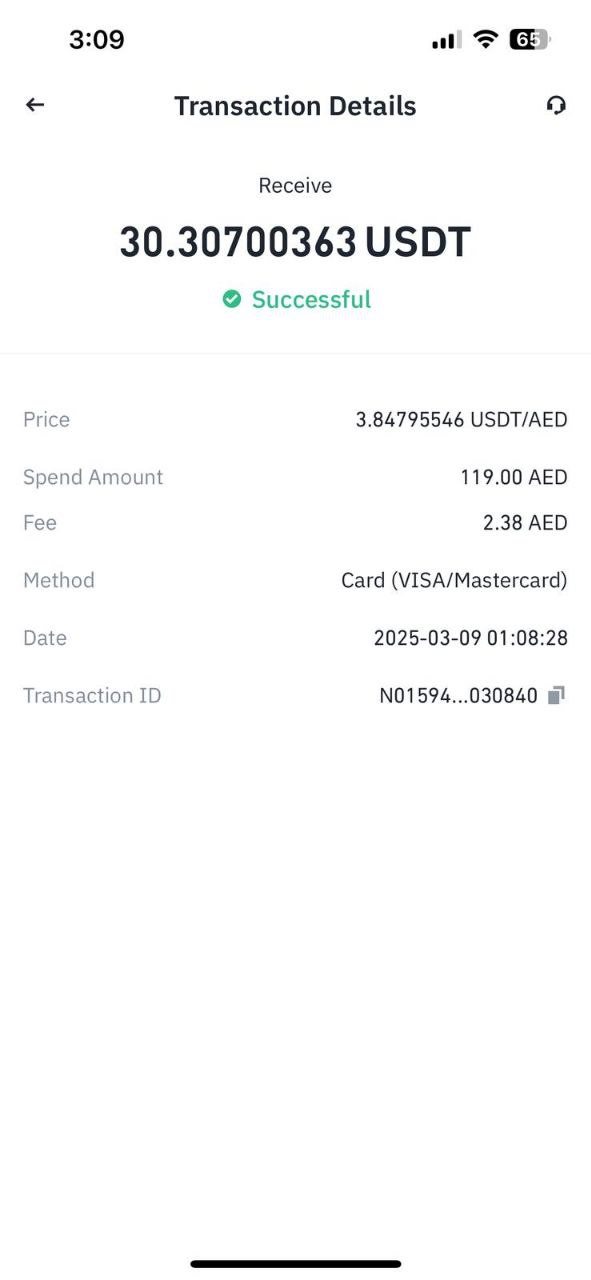 3:09
65
Transaction Details
Receive
30.30700363 USDT
Successful
Price 3.84795546 USDT/AED
Spend Amount 119.00 AED
Fee 2.38 AED
Method Card (VISA/Mastercard)
Date 2025-03-09 01:08:28
Transaction ID N01594...030840